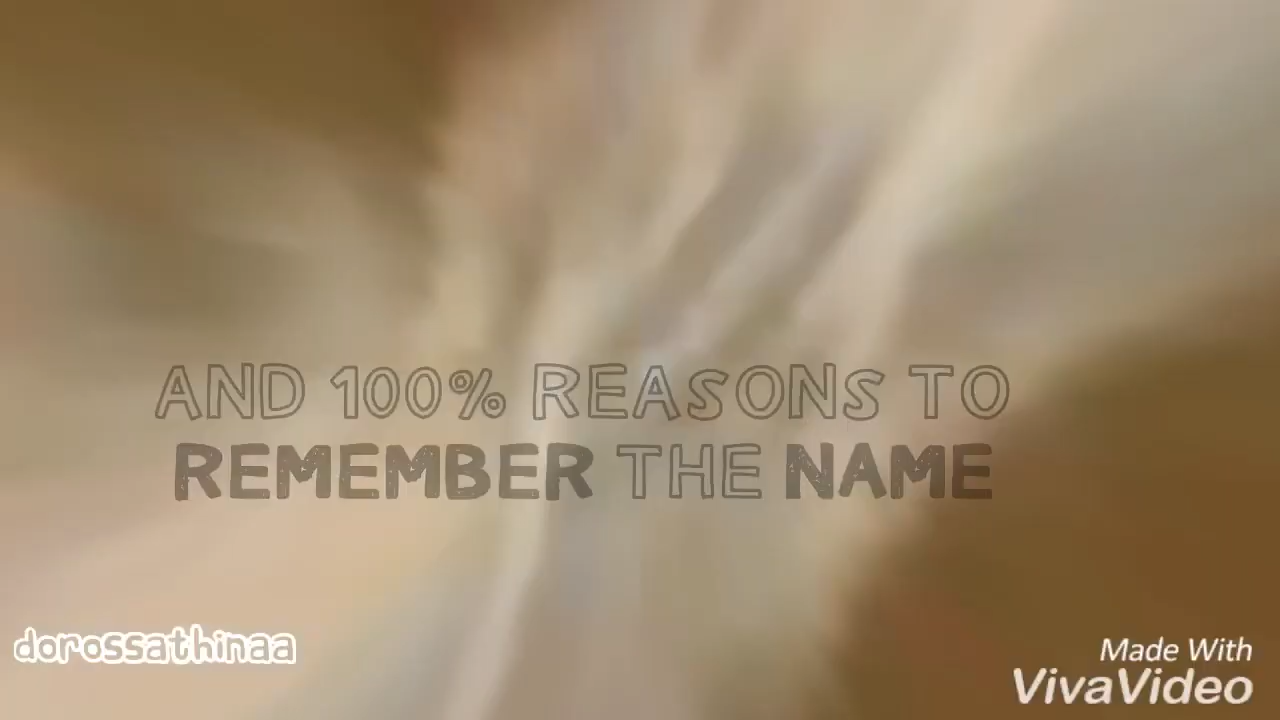 AND 100% REASONS TO
REMEMBER THE NAME
dorossathinaa
Made With
VivaVideo